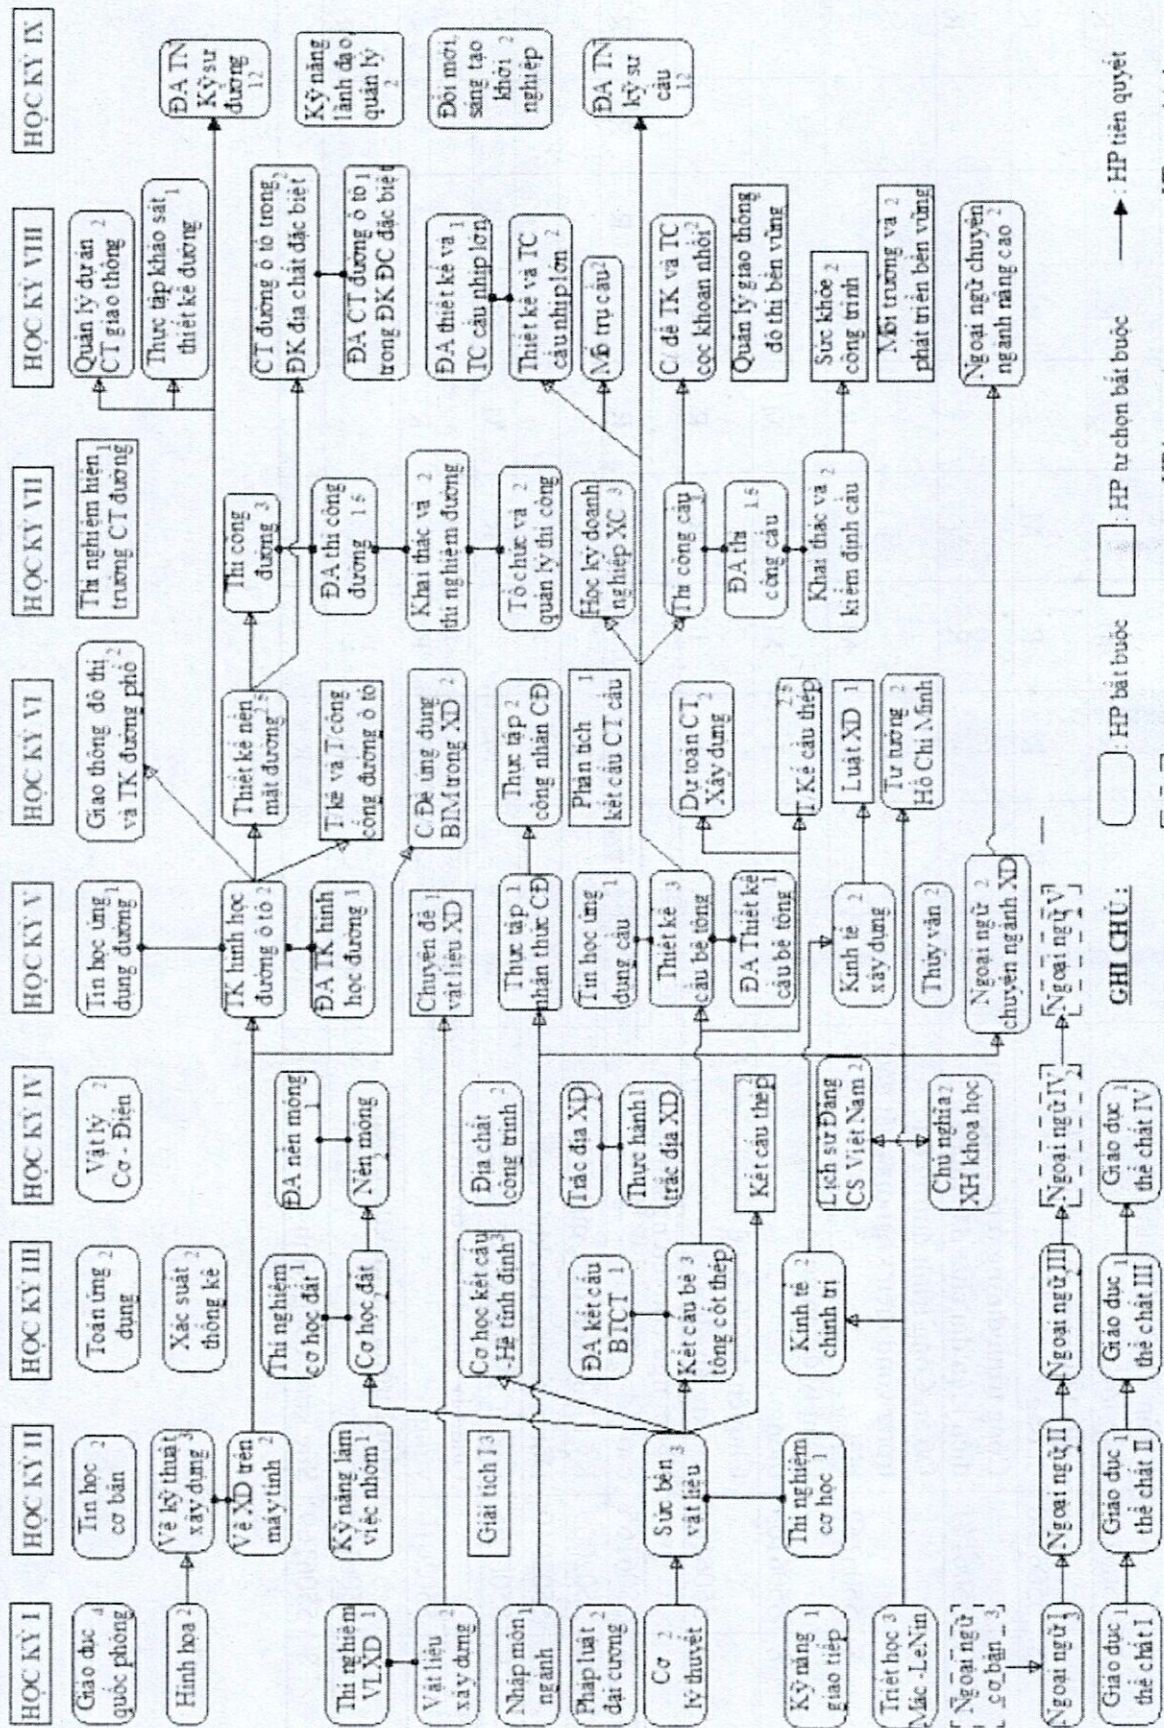 HỌC KỲ I
Giáo dục 4
quốc phòng
Hình họa 2
Thí nghiệm
VLXD 1
Vật liệu 2
xây dựng
Nhập môn 1
ngành
Pháp luật 2
đại cương
Cơ 2
lý thuyết
Kỹ năng 1
giao tiếp
Triết học 3
Mác -LeNin
Ngoại ngữ
cơ bản 3
Ngoại ngữ I
3
Giáo dục 1
thể chất I
HỌC KỲ II
Tin học 2
cơ bản
Vẽ kỹ thuật
xây dựng 3
Vẽ XD trên
máy tính 2
Kỹ năng làm
việc nhóm 1
Giải tích I 3
Sức bền
vật liệu 3
Thí nghiệm
cơ học 1
Ngoại ngữ II
Giáo dục 1
thể chất II
HỌC KỲ III
Toán ứng 2
dụng
Xác suất 2
thống kê
Thí nghiệm
cơ học đất 1
Cơ học đất
Cơ học kết cấu
-Hệ tĩnh định 3
ĐA kết cấu
BTCT 1
Kết cấu bê 3
tông cốt thép
Kinh tế 2
chính trị
Ngoại ngữ III
Giáo dục 1
thể chất III
HỌC KỲ IV
Vật lý 2
Cơ - Điện
ĐA nền móng
1
Nền móng
Địa chất
công trình 2
Trắc địa XD
Thực hành 1
trắc địa XD
Kết cấu thép 2
Lịch sử Đảng
CS Việt Nam 2
Chủ nghĩa 2
XH khoa học
Ngoại ngữ IV
2
Giáo dục 1
thể chất IV
HỌC KỲ V
Tin học ứng 1
dụng đường
TK hình học
đường ô tô 2
ĐA TK hình
học đường 1
Chuyên đề
vật liệu XD 1
Thực tập 1
nhận thức CĐ
Tin học ứng 1
dụng cầu
Thiết kế 3
cầu bê tông
ĐA Thiết kế
cầu bê tông 1
Kinh tế 2
xây dựng
Thủy văn 2
Ngoại ngữ 2
chuyên ngành XD
Ngoại ngữ V
HỌC KỲ VI
Giao thông đô thị
và TK đường phố 2
Thiết kế nền
mặt đường 2.5
T/kế và T/công
cống đường ô tô
C/Đề ứng dụng
BIM trong XD 2
Thực tập 2
công nhân CĐ
Phân tích 1
kết cấu CT cầu
Dự toán CT
Xây dựng 2
T. Kế cầu thép 2.5
Luật XD 1
Tư tưởng 2
Hồ Chí Minh
HỌC KỲ VII
Thí nghiệm hiện
trường CT đường 1
Thi công
đường 3
ĐA thi công
đường 1.5
Khai thác và 2
thí nghiệm đường
Tổ chức và 2
quản lý thi công
Học kỳ doanh
nghiệp XC 3
Thi công cầu
ĐA thi 1.5
công cầu
Khai thác và 2
kiểm định cầu
HỌC KỲ VIII
Quản lý dự án
CT giao thông 2
Thực tập khảo sát
thiết kế đường 1
CT đường ô tô trong
ĐK địa chất đặc biệt 2
ĐA CT đường ô tô 1
trong ĐK ĐC đặc biệt
ĐA thiết kế và 1
TC cầu nhịp lớn
Thiết kế và TC
cầu nhịp lớn 2
Mố trụ cầu 2
C/ đề TK và TC
cọc khoan nhồi 2
Quản lý giao thông
đô thị bền vững 2
Sức khỏe 2
công trình
Môi trường và 2
phát triển bền vững
Ngoại ngữ chuyên
ngành nâng cao 2
HỌC KỲ IX
ĐA TN
Kỹ sư
đường
12
Kỹ năng
lãnh đạo,
quản lý
2
Đổi mới,
sáng tạo 2
khởi
nghiệp
ĐA TN
kỹ sư
cầu
12
GHI CHÚ :
: HP bắt buộc
: HP tự chọn bắt buộc
: HP tiên quyết